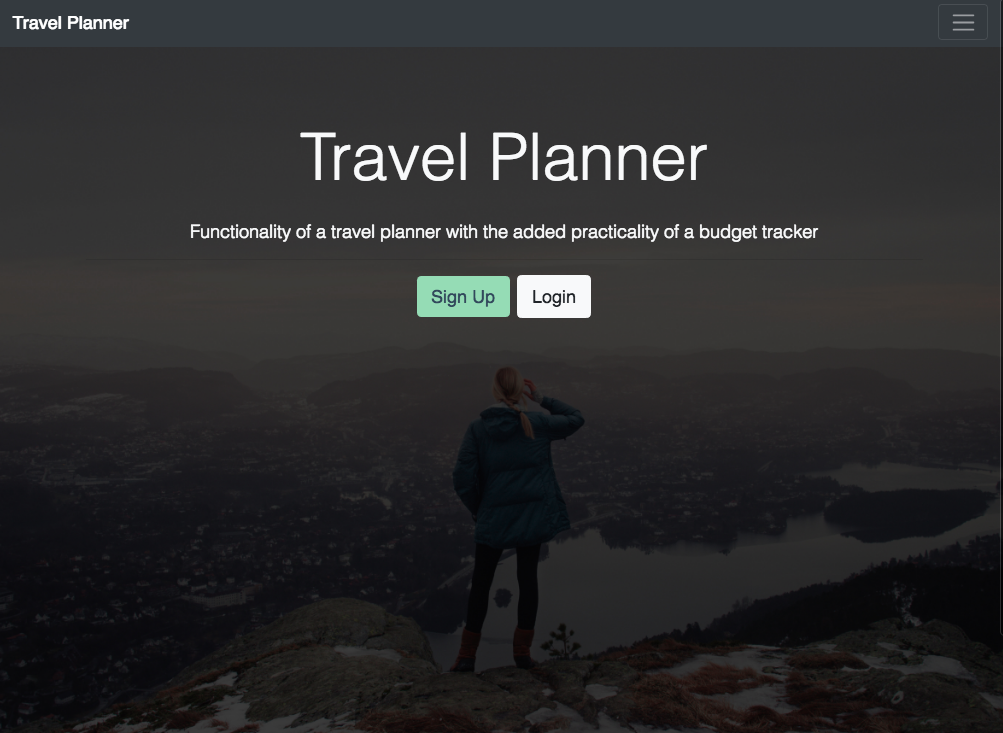 Travel Planner
Travel Planner
Functionality of a travel planner with the added practicality of a budget tracker
Sign Up Login